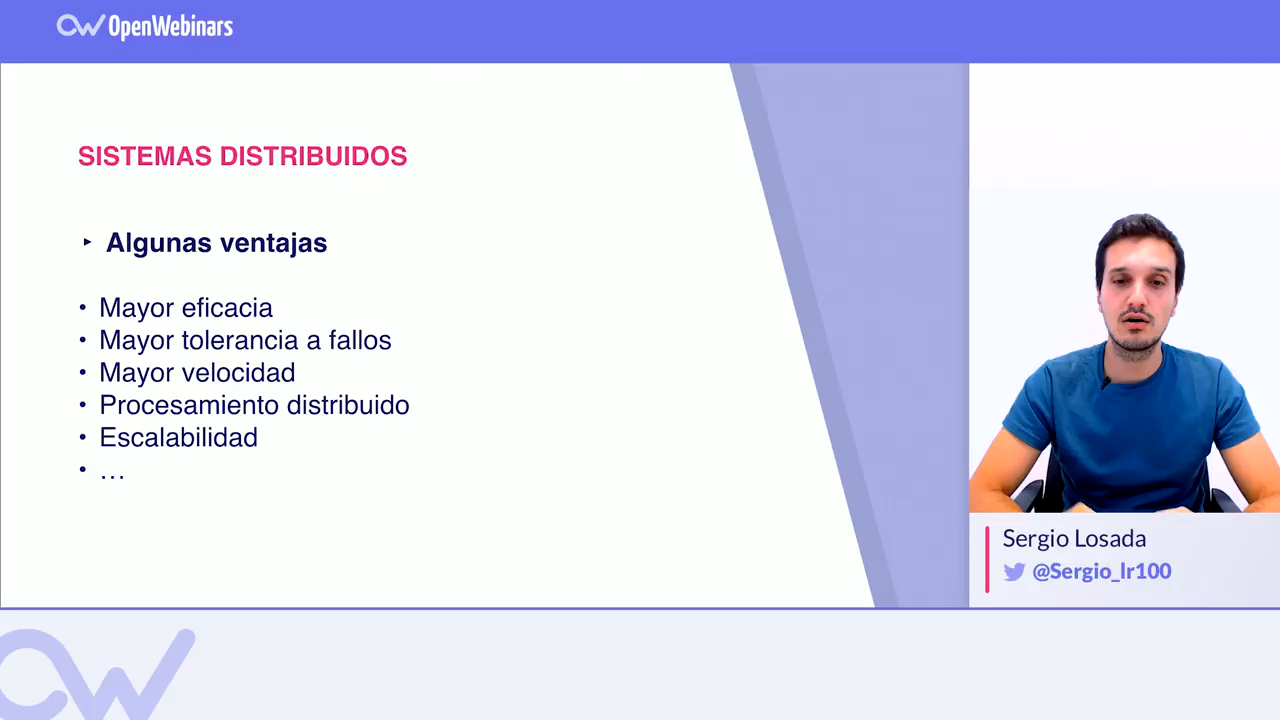 OpenWebinars
SISTEMAS DISTRIBUIDOS
‣ Algunas ventajas
• Mayor eficacia
• Mayor tolerancia a fallos
• Mayor velocidad
• Procesamiento distribuido
• Escalabilidad
• …
Sergio Losada
@Sergio_lr100